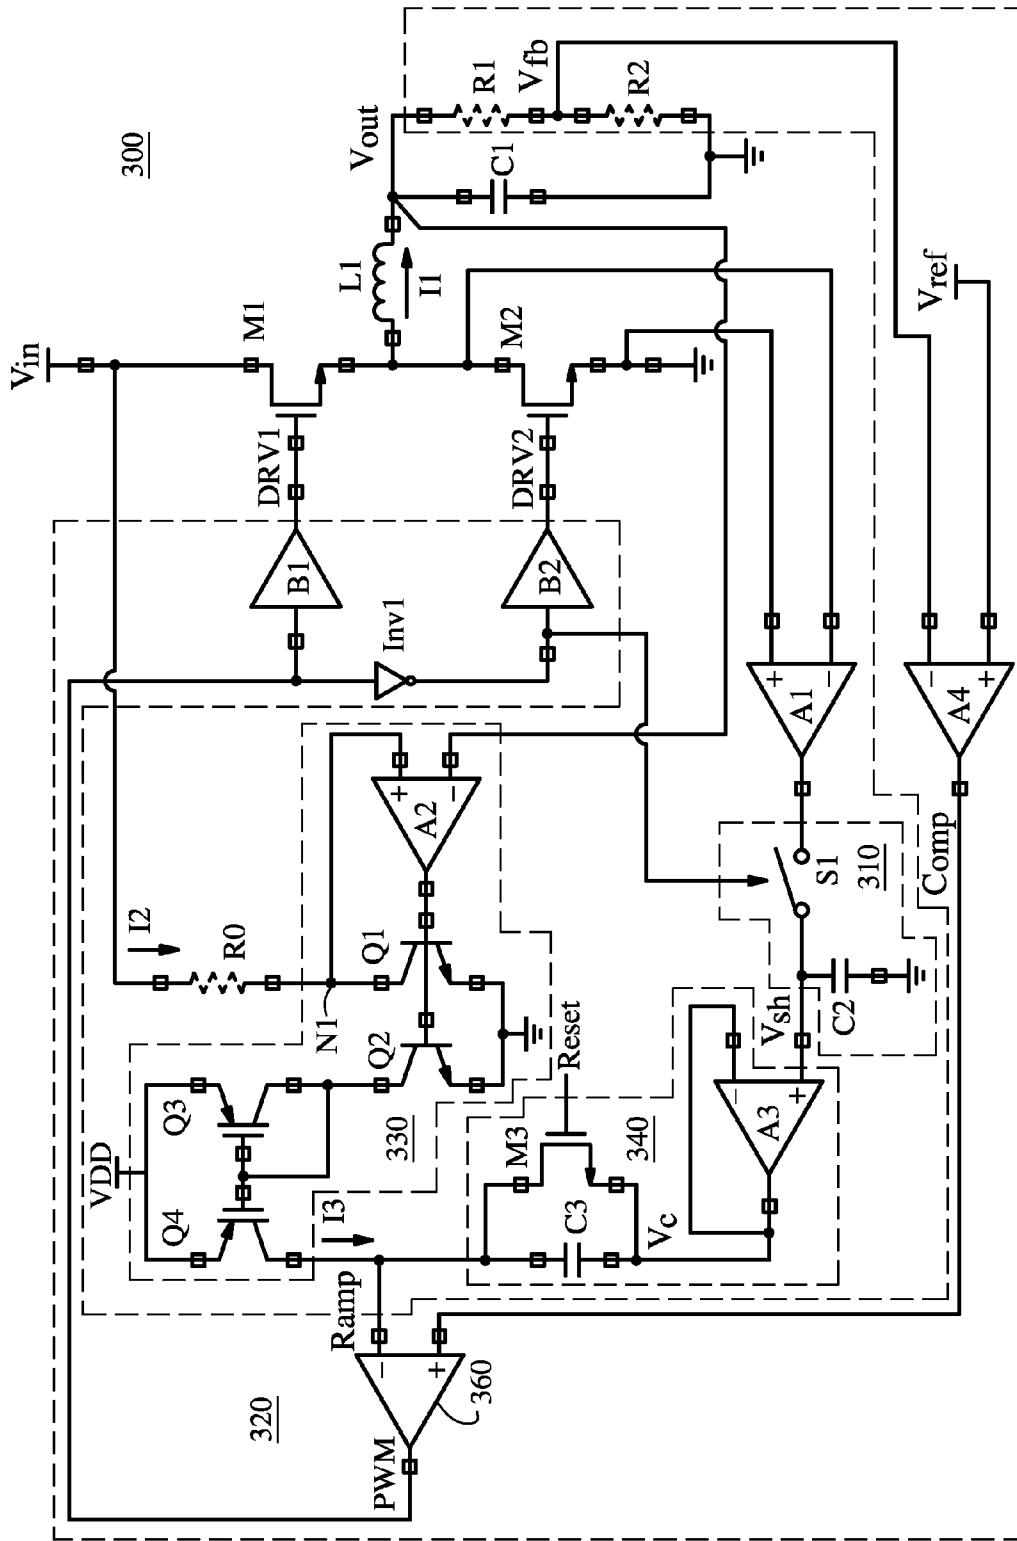 300
Vin
M1
L1
I1
Vout
C1
R1
Vfb
R2
M2
DRV1
DRV2
B1
B2
Inv1
Vref
+
−
A1
−
+
A4
+
−
A2
I2
R0
N1
Q1
Q2
Q3
Q4
VDD
330
I3
Reset
M3
340
C3
Vc
−
+
A3
Vsh
C2
S1
310
Comp
Ramp
−
+
360
PWM
320